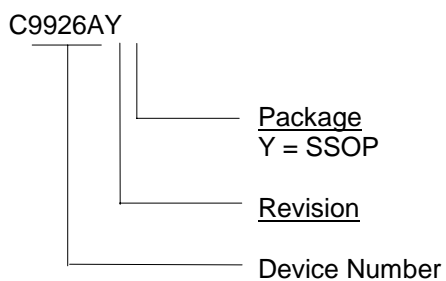 C9926AY
Package
Y = SSOP
Revision
Device Number